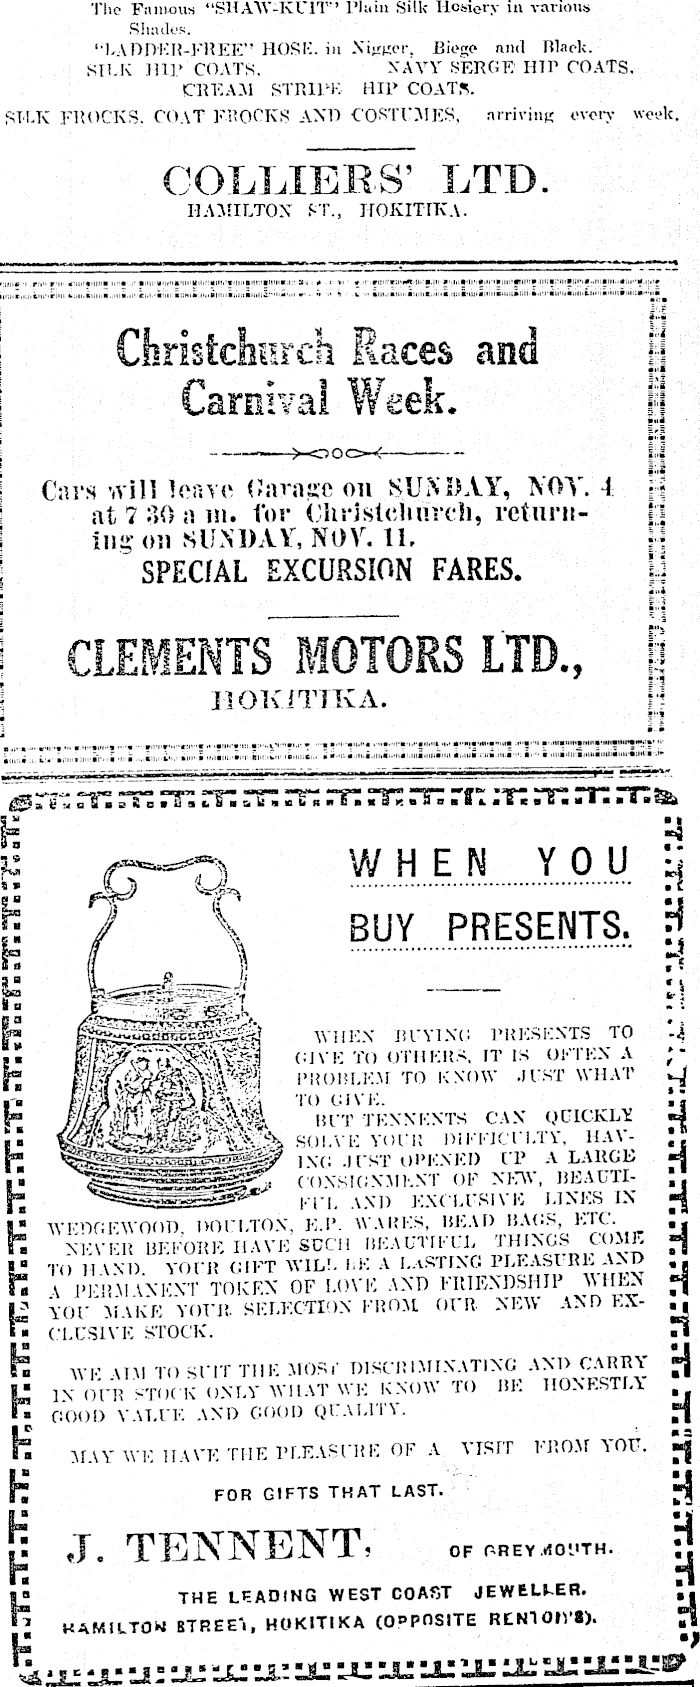 The Famous "SHAW-KUIT" Plain Silk Hosiery in various
Shades.
"LADDER-FREE" HOSE. in Nigger, Biege and Black.
SILK HIP COATS. NAVY SERGE HIP COATS.
CREAM STRIPE HIP COATS.
SILK FROCKS. COAT FROCKS AND COSTUMES, arriving every week.
COLLIERS' LTD.
HAMILTON ST., HOKITIKA.
Christchurch Races and
Carnival Week.
Cars will leave Garage on SUNDAY, NOV. 4
at 7 30 a m. for Christchurch, return-
ing on SUNDAY, NOV. 11.
SPECIAL EXCURSION FARES.
CLEMENTS MOTORS LTD.,
HOKITIKA.
WHEN YOU
BUY PRESENTS.
WHEN BUYING PRESENTS TO
GIVE TO OTHERS, IT IS OFTEN A
PROBLEM TO KNOW JUST WHAT
TO GIVE.
BUT TENNENTS CAN QUICKLY
SOLVE YOUR DIFFICULTY, HAV-
ING JUST OPENED UP A LARGE
CONSIGNMENT OF NEW, BEAUTI-
FUL AND EXCLUSIVE LINES IN
WEDGEWOOD, DOULTON, E.P. WARES, BEAD BAGS, ETC.
NEVER BEFORE HAVE SUCH BEAUTIFUL THINGS COME
TO HAND. YOUR GIFT WILL BE A LASTING PLEASURE AND
A PERMANENT TOKEN OF LOVE AND FRIENDSHIP WHEN
YOU MAKE YOUR SELECTION FROM OUR NEW AND EX-
CLUSIVE STOCK.
WE AIM TO SUIT THE MOST DISCRIMINATING AND CARRY
IN OUR STOCK ONLY WHAT WE KNOW TO BE HONESTLY
GOOD VALUE AND GOOD QUALITY.
MAY WE HAVE THE PLEASURE OF A VISIT FROM YOU.
FOR GIFTS THAT LAST.
J. TENNENT, OF GREYMOUTH.
THE LEADING WEST COAST JEWELLER.
HAMILTON STREET, HOKITIKA (OPPOSITE RENTON'S).